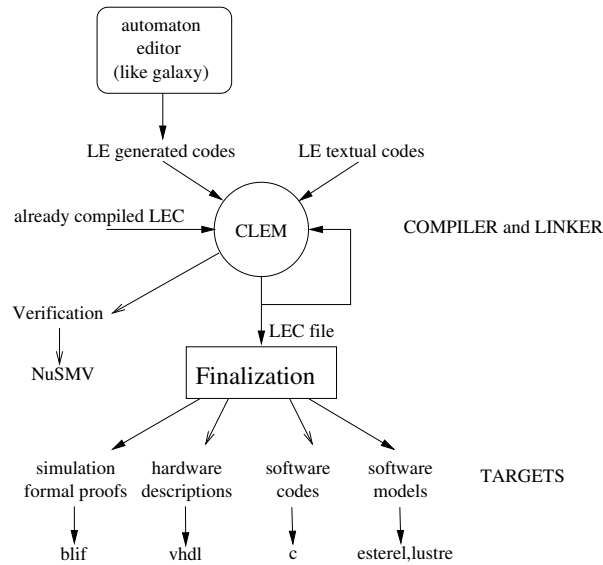 automaton
editor
(like galaxy)
LE generated codes
LE textual codes
already compiled LEC
CLEM
COMPILER and LINKER
Verification
LEC file
NuSMV
Finalization
simulation
formal proofs
hardware
descriptions
software
codes
software
models
TARGETS
blif
vhdl
c
esterel,lustre